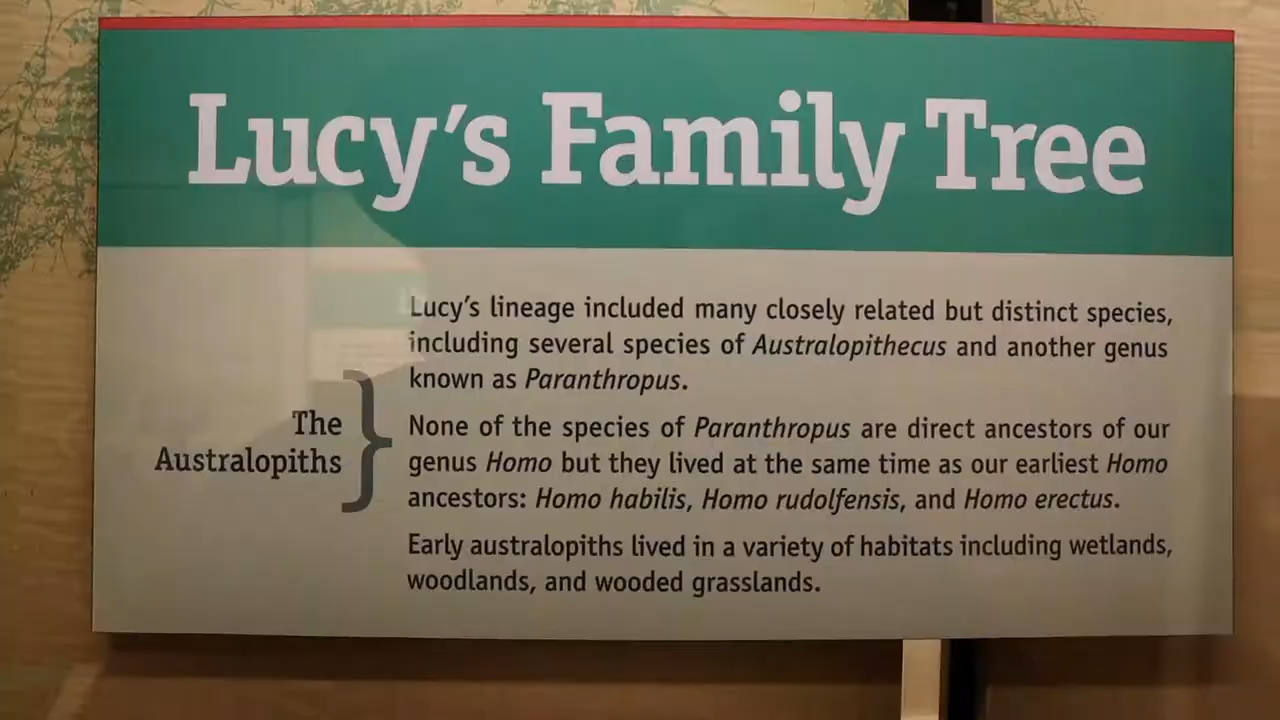 Lucy's Family Tree
Lucy's lineage included many closely related but distinct species,
including several species of Australopithecus and another genus
known as Paranthropus.
The
Australopiths
None of the species of Paranthropus are direct ancestors of our
genus Homo but they lived at the same time as our earliest Homo
ancestors: Homo habilis, Homo rudolfensis, and Homo erectus.
Early australopiths lived in a variety of habitats including wetlands,
woodlands, and wooded grasslands.